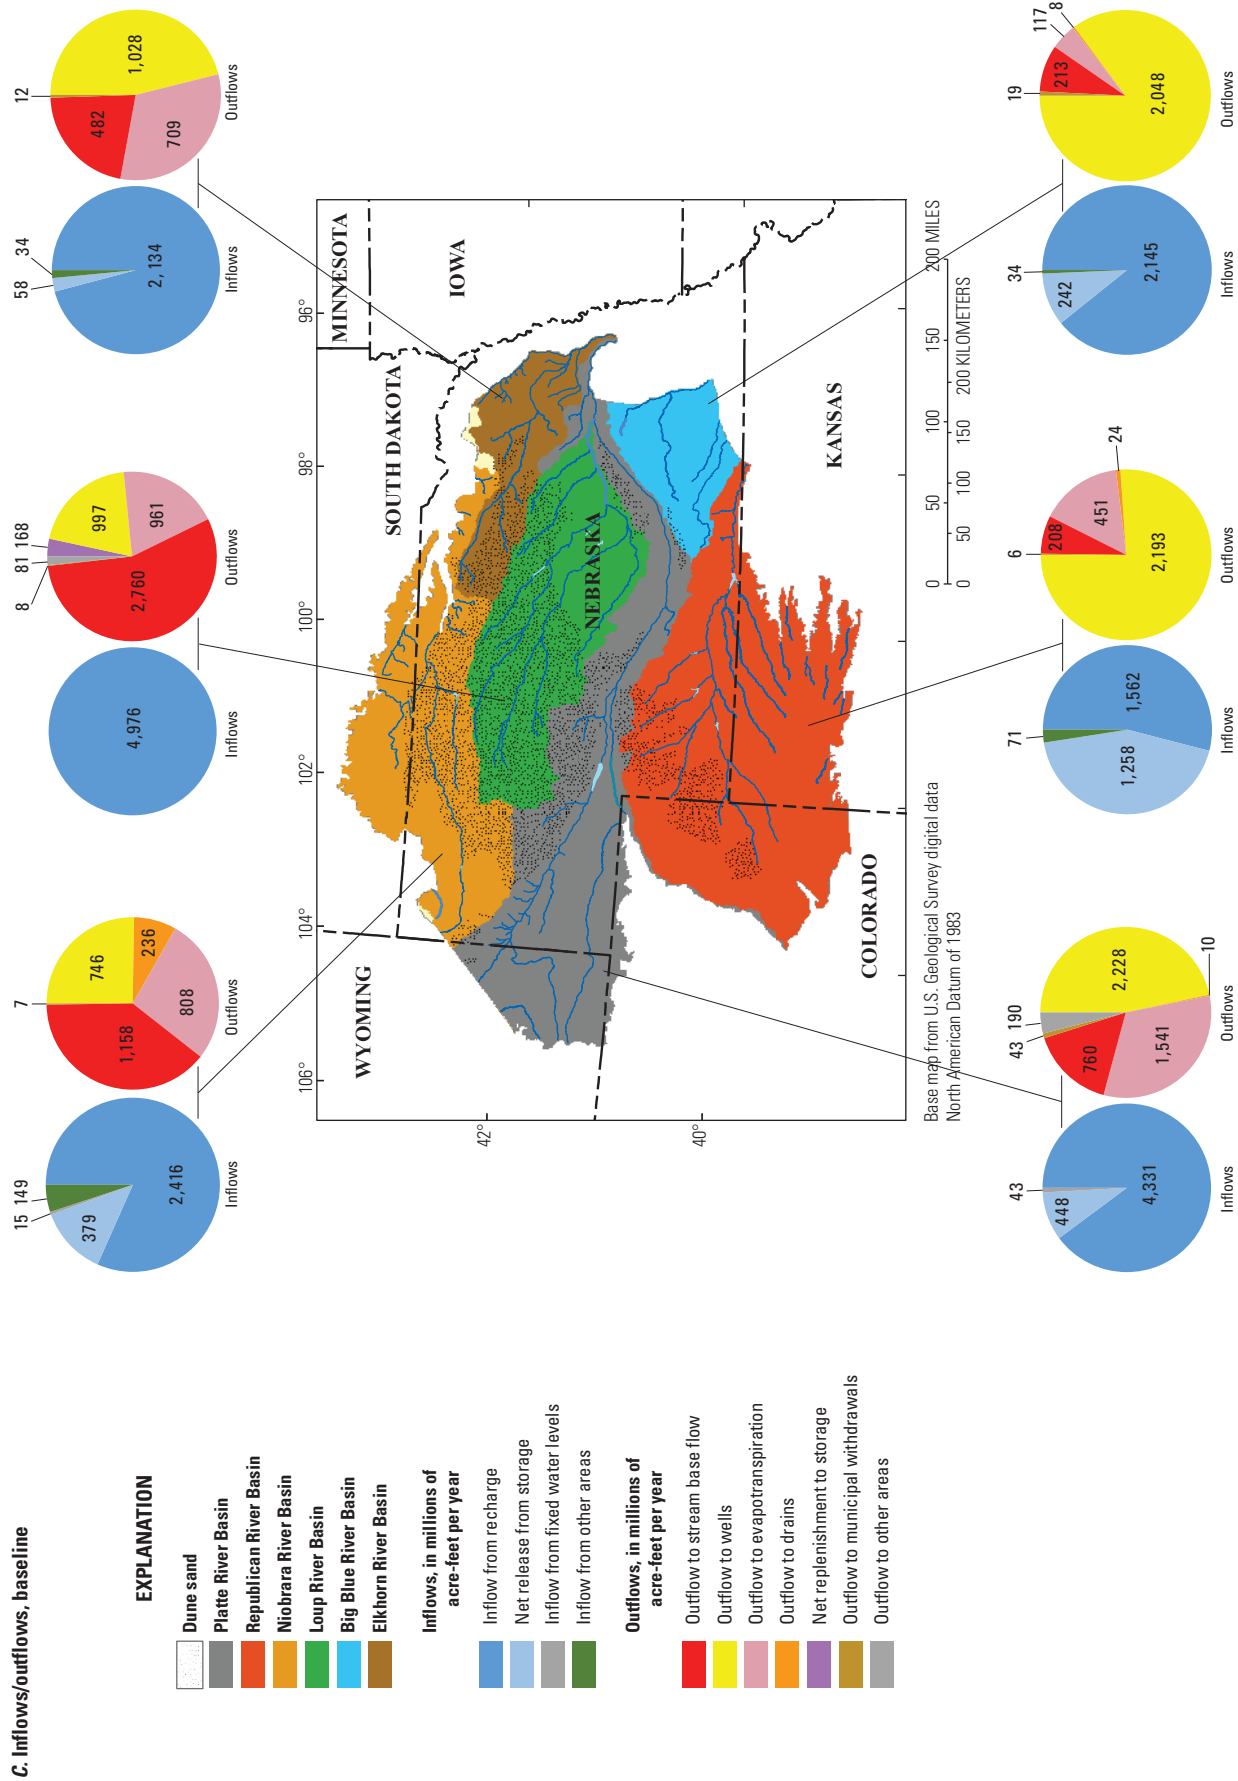 C. Inflows/outflows, baseline
EXPLANATION
Dune sand
Platte River Basin
Republican River Basin
Niobrara River Basin
Loup River Basin
Big Blue River Basin
Elkhorn River Basin
Inflows, in millions of
acre-feet per year
Inflow from recharge
Net release from storage
Inflow from fixed water levels
Inflow from other areas
Outflows, in millions of
acre-feet per year
Outflow to stream base flow
Outflow to wells
Outflow to evapotranspiration
Outflow to drains
Net replenishment to storage
Outflow to municipal withdrawals
Outflow to other areas
15 149
379
2,416
Inflows
7
746
236
1,158
808
Outflows
4,976
Inflows
8 81 168
997
961
2,760
Outflows
58 34
2,134
Inflows
12
482
1,028
709
Outflows
106° 104° 102° 100° 98° 96°
42°
40°
WYOMING
SOUTH DAKOTA
MINNESOTA
IOWA
NEBRASKA
COLORADO
KANSAS
Base map from U.S. Geological Survey digital data
North American Datum of 1983
0 50 100 150 200 MILES
0 50 100 150 200 KILOMETERS
43
448
4,331
Inflows
43 190
760
2,228
1,541
10
Outflows
71
1,258
1,562
Inflows
6
208
451
24
2,193
Outflows
34
242
2,145
Inflows
19
213
117
8
2,048
Outflows